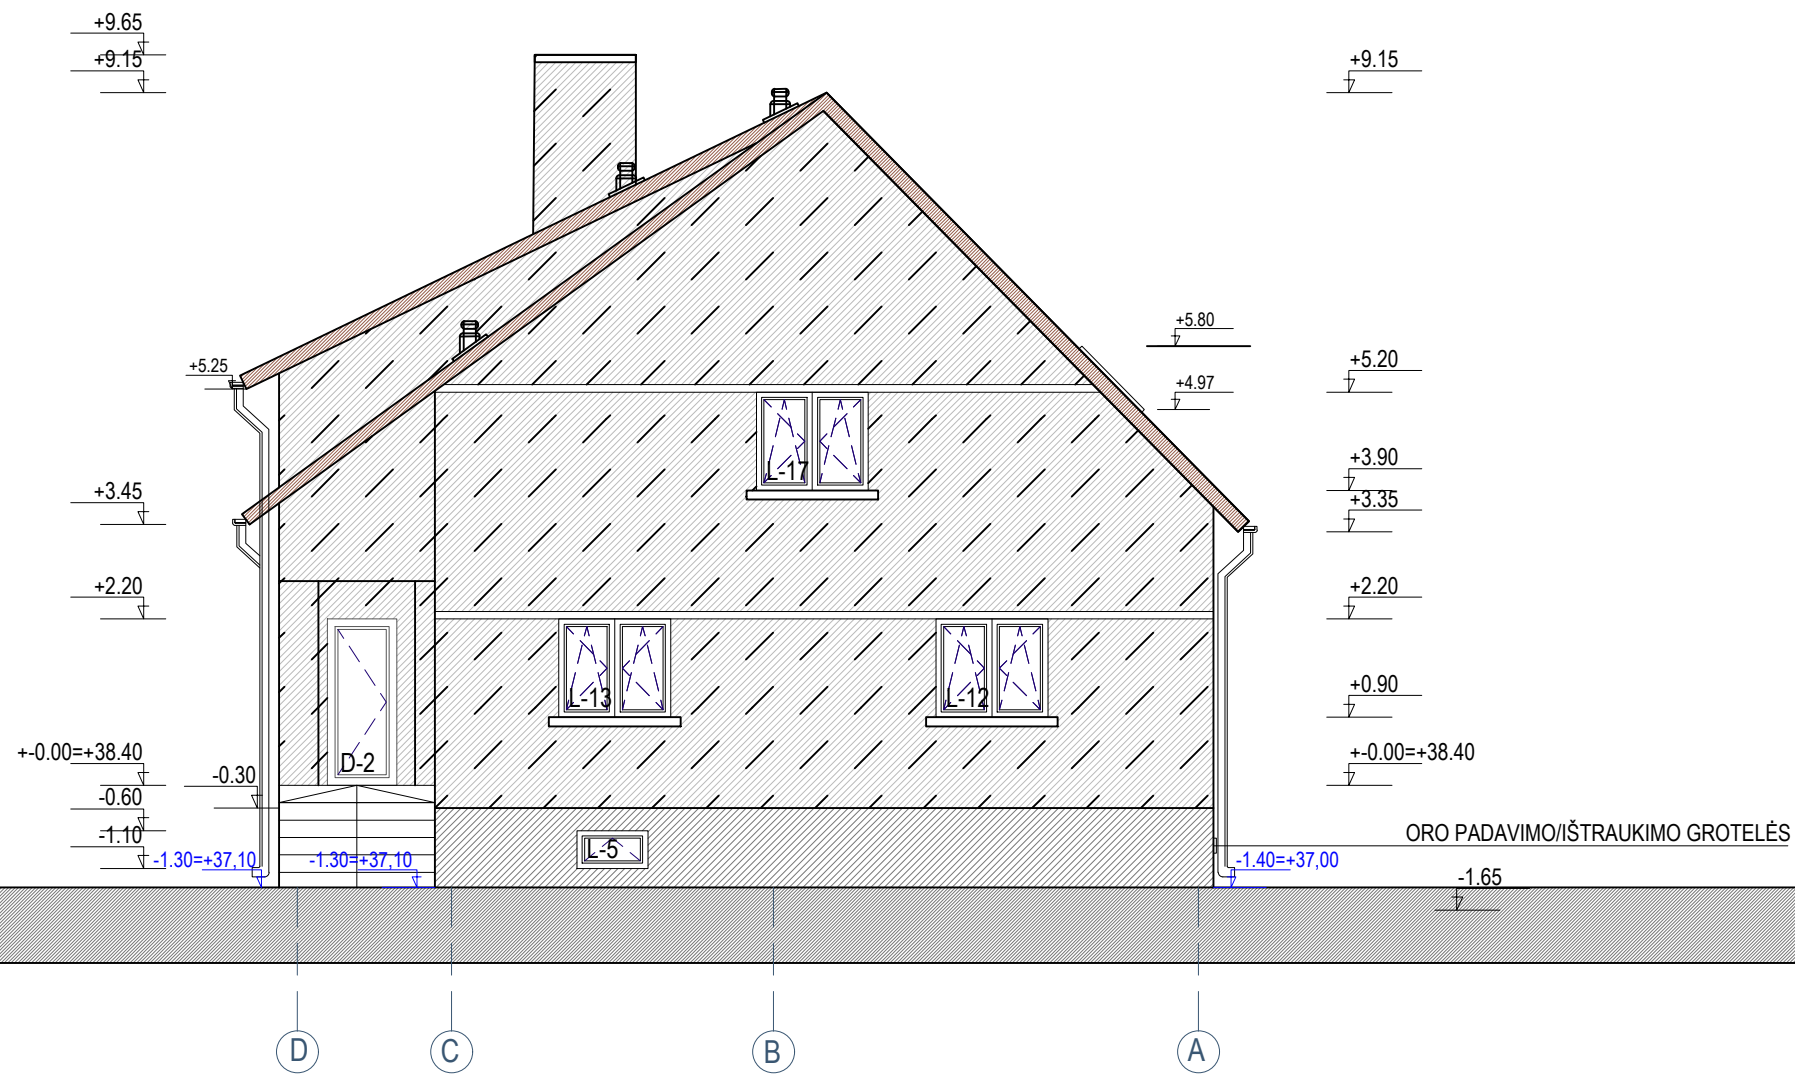 +9.65
+9.15
+9.15
+5.80
+5.25
+5.20
+4.97
L-17
+3.90
+3.45
+3.35
+2.20
+2.20
L-13
L-12
+0.90
+-0.00=+38.40
D-2
+-0.00=+38.40
-0.30
-0.60
-1.10
L-5
ORO PADAVIMO/IŠTRAUKIMO GROTELĖS
-1.30=+37,10
-1.30=+37,10
-1.40=+37,00
-1.65
D
C
B
A